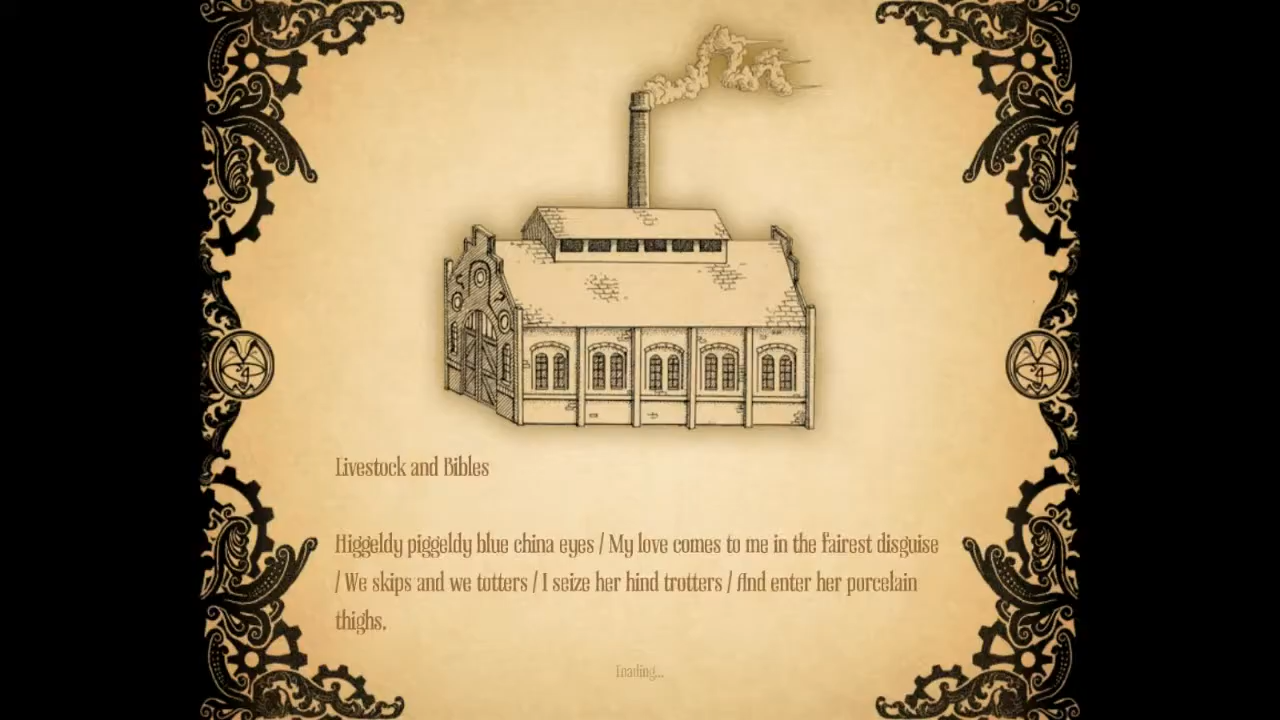 Livestock and Bibles
Higgeldy piggeldy blue china eyes / My love comes to me in the fairest disguise
/ We skips and we totters / I seize her hind trotters / And enter her porcelain
thighs.
Loading...